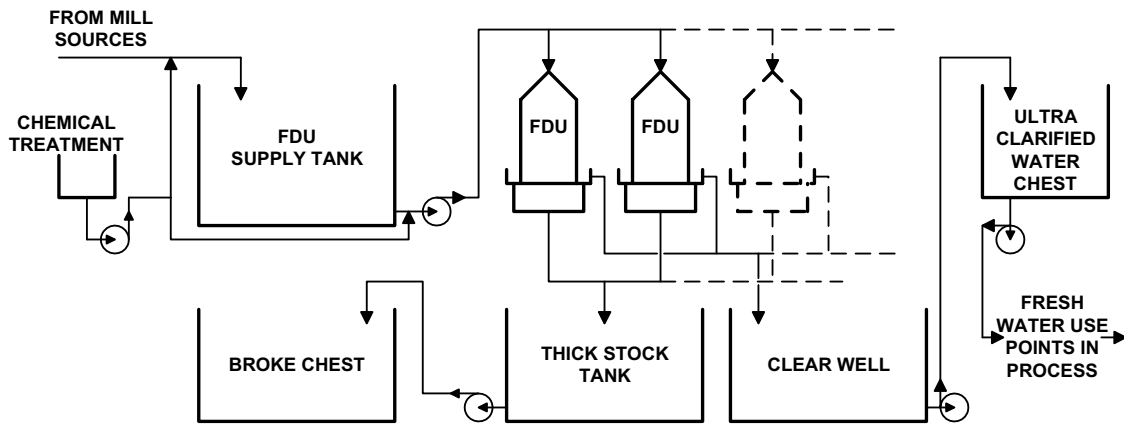 FROM MILL
SOURCES
CHEMICAL
TREATMENT
FDU
SUPPLY TANK
FDU
FDU
ULTRA
CLARIFIED
WATER
CHEST
BROKE CHEST
THICK STOCK
TANK
CLEAR WELL
FRESH
WATER USE
POINTS IN
PROCESS